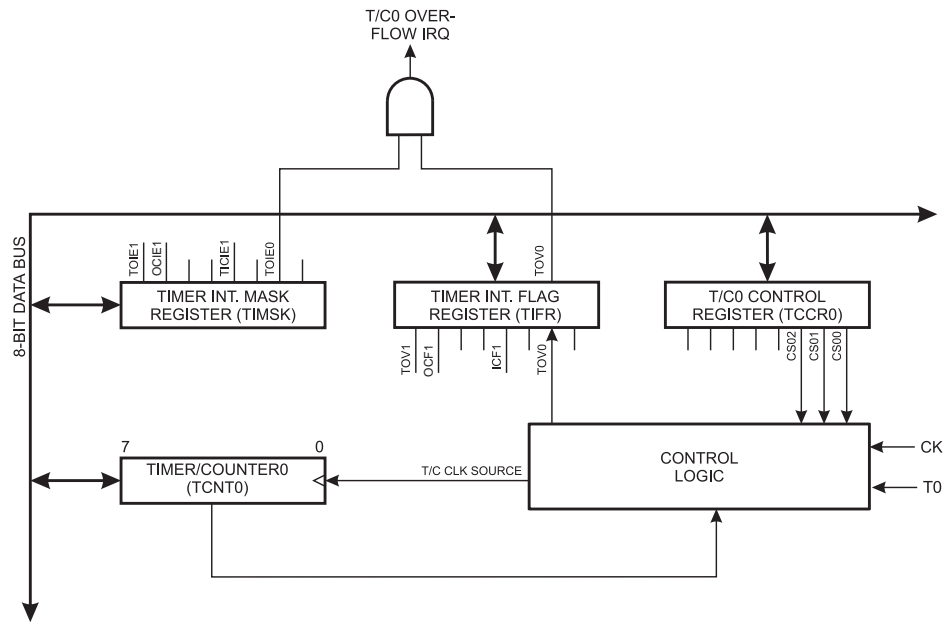 T/C0 OVER-
FLOW IRQ
8-BIT DATA BUS
TOIE1
OCIE1
TICIE1
TOIE0
TOV0
TIMER INT. MASK
REGISTER (TIMSK)
TIMER INT. FLAG
REGISTER (TIFR)
T/C0 CONTROL
REGISTER (TCCR0)
TOV1
OCF1
ICF1
TOV0
CS02
CS01
CS00
7
0
TIMER/COUNTER0
(TCNT0)
T/C CLK SOURCE
CONTROL
LOGIC
CK
T0